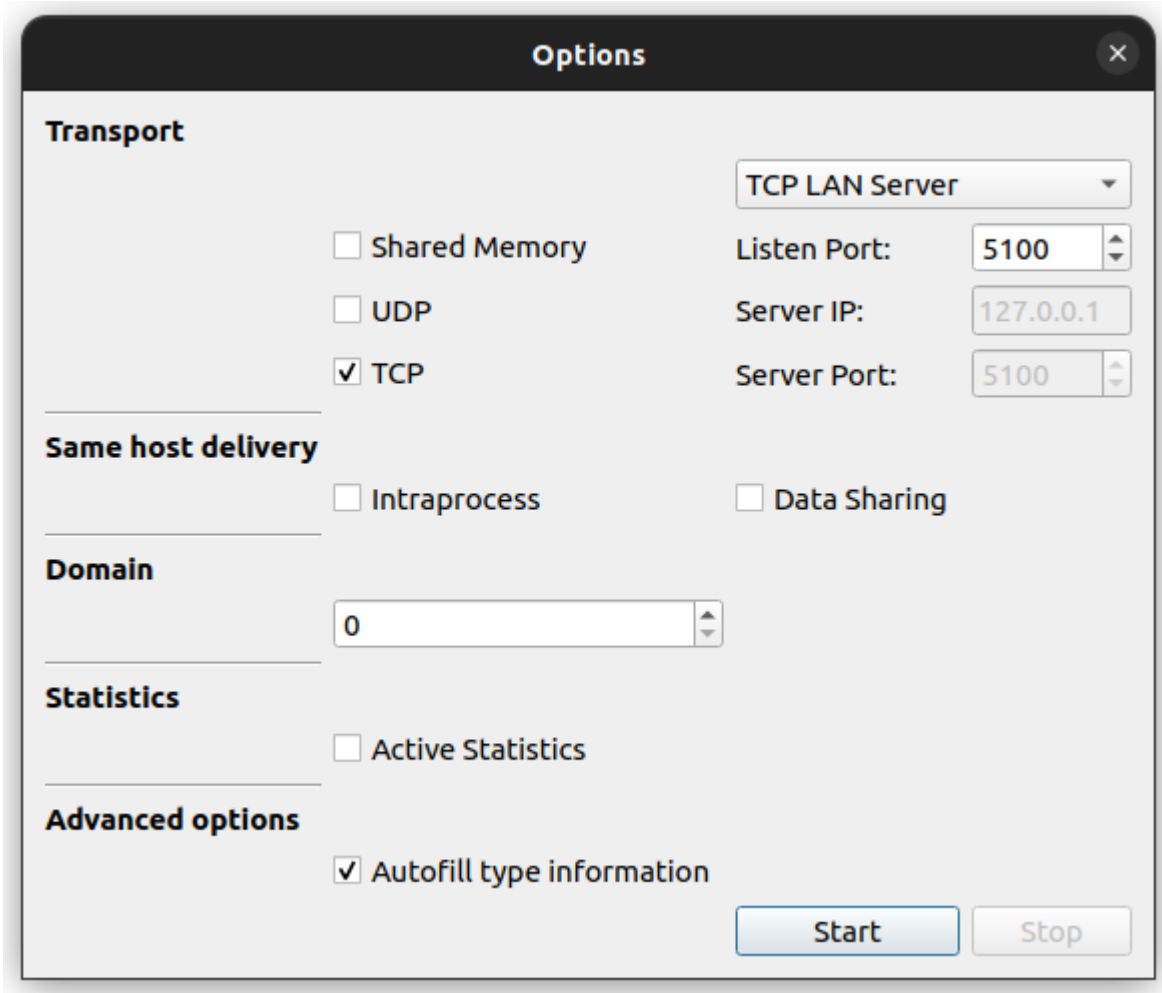 Options
Transport
TCP LAN Server
Shared Memory Listen Port: 5100
UDP Server IP: 127.0.0.1
TCP Server Port: 5100
Same host delivery
Intraprocess Data Sharing
Domain
0
Statistics
Active Statistics
Advanced options
Autofill type information
Start Stop